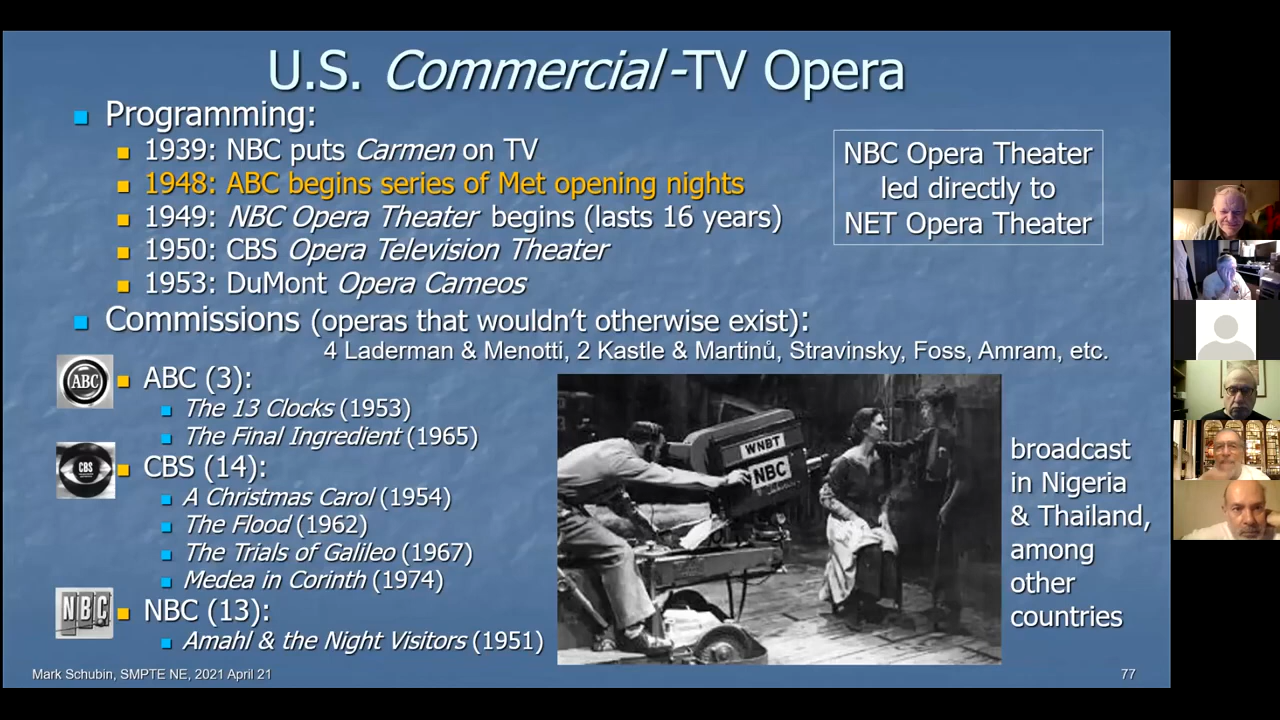 U.S. Commercial-TV Opera
Programming:
1939: NBC puts Carmen on TV
1948: ABC begins series of Met opening nights
1949: NBC Opera Theater begins (lasts 16 years)
1950: CBS Opera Television Theater
1953: DuMont Opera Cameos
NBC Opera Theater
led directly to
NET Opera Theater
Commissions (operas that wouldn't otherwise exist):
4 Laderman & Menotti, 2 Kastle & Martinů, Stravinsky, Foss, Amram, etc.
ABC
ABC (3):
The 13 Clocks (1953)
The Final Ingredient (1965)
CBS
CBS (14):
A Christmas Carol (1954)
The Flood (1962)
The Trials of Galileo (1967)
Medea in Corinth (1974)
NBC
NBC (13):
Amahl & the Night Visitors (1951)
WNBT
NBC
broadcast
in Nigeria
& Thailand,
among
other
countries
Mark Schubin, SMPTE NE, 2021 April 21
77